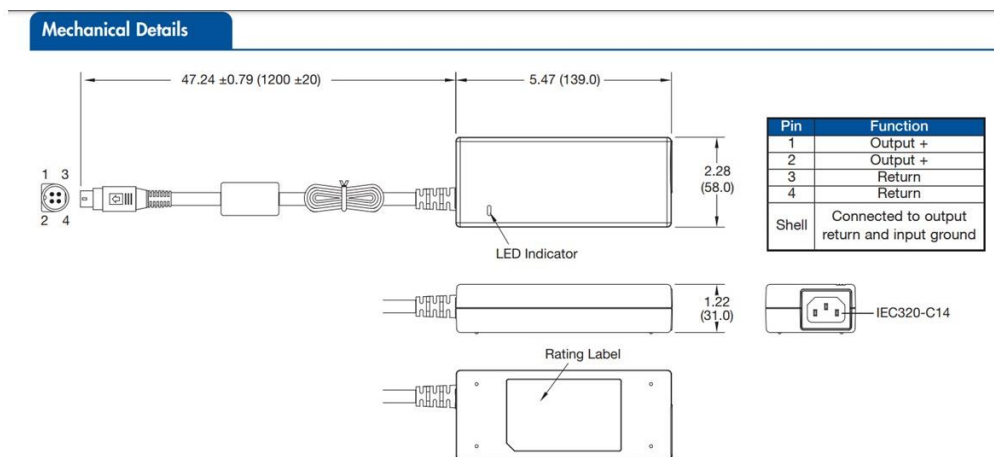 Mechanical Details
47.24 ±0.79 (1200 ±20)
5.47 (139.0)
1 3
2 4
2.28
(58.0)
LED Indicator
Pin Function
1 Output +
2 Output +
3 Return
4 Return
Shell Connected to output
return and input ground
1.22
(31.0)
IEC320-C14
Rating Label